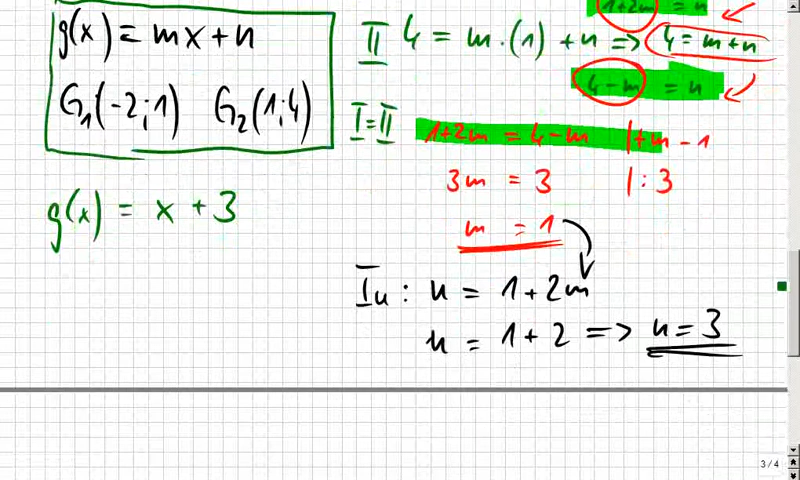 1+2m = n
g(x) = mx+n
II 4 = m·(1)+n => 4=m+n
4-m = n
G₁(-2;1) G₂(1;4)
I=II 1+2m = 4-m |+m -1
3m = 3 |:3
g(x) = x + 3
m = 1
Iu: n = 1+2m
n = 1+2 => n=3
3/4